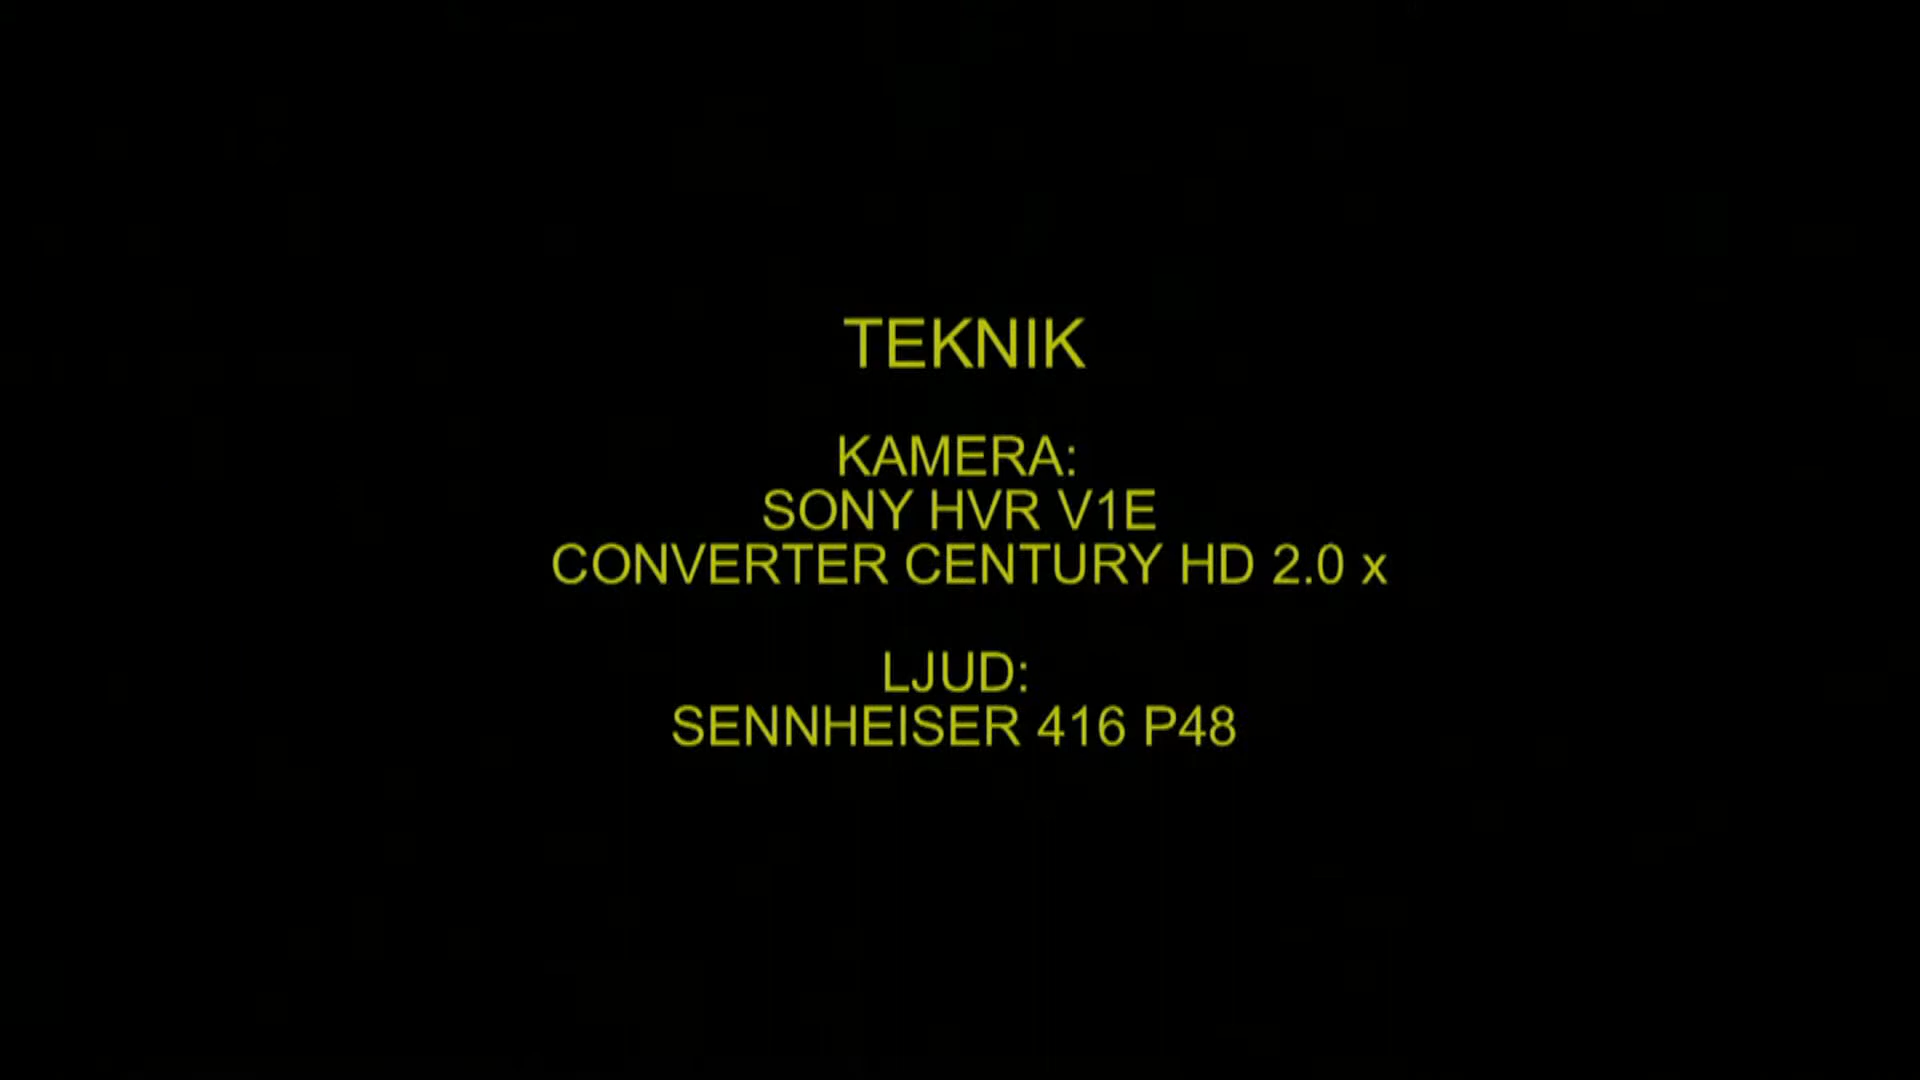 TEKNIK
KAMERA:
SONY HVR V1E
CONVERTER CENTURY HD 2.0 x
LJUD:
SENNHEISER 416 P48